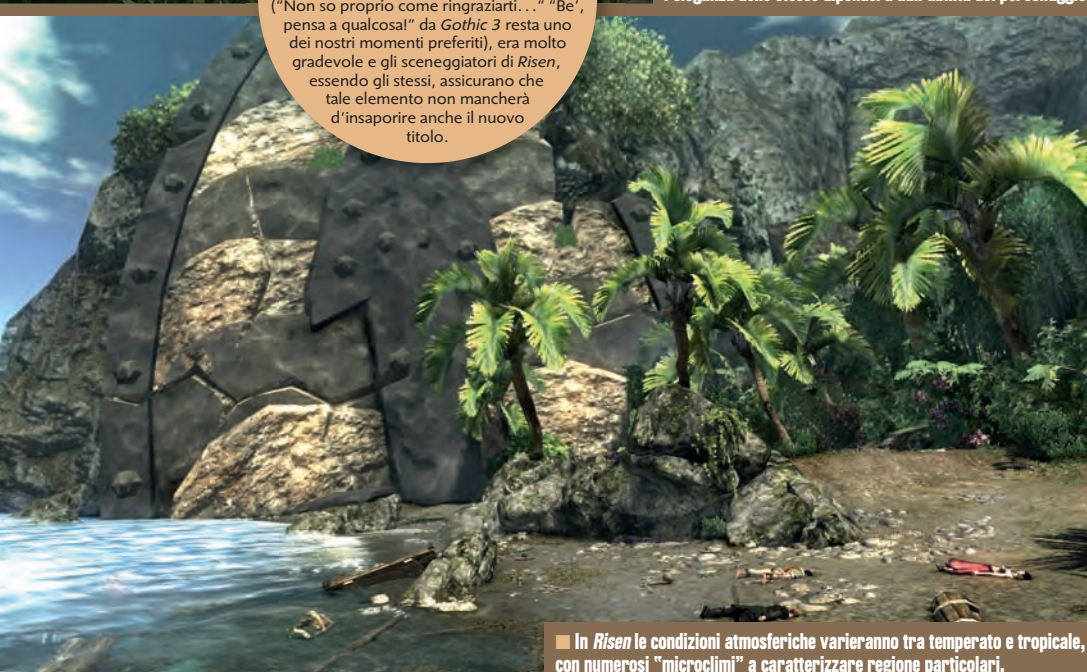 ("Non so proprio come ringraziarti..." "Be',
pensa a qualcosa!" da Gothic 3 resta uno
dei nostri momenti preferiti), era molto
gradevole e gli sceneggiatori di Risen,
essendo gli stessi, assicurano che
tale elemento non mancherà
d'insaporire anche il nuovo
titolo.
■ In Risen le condizioni atmosferiche varieranno tra temperato e tropicale,
con numerosi "microclimi" a caratterizzare regione particolari.